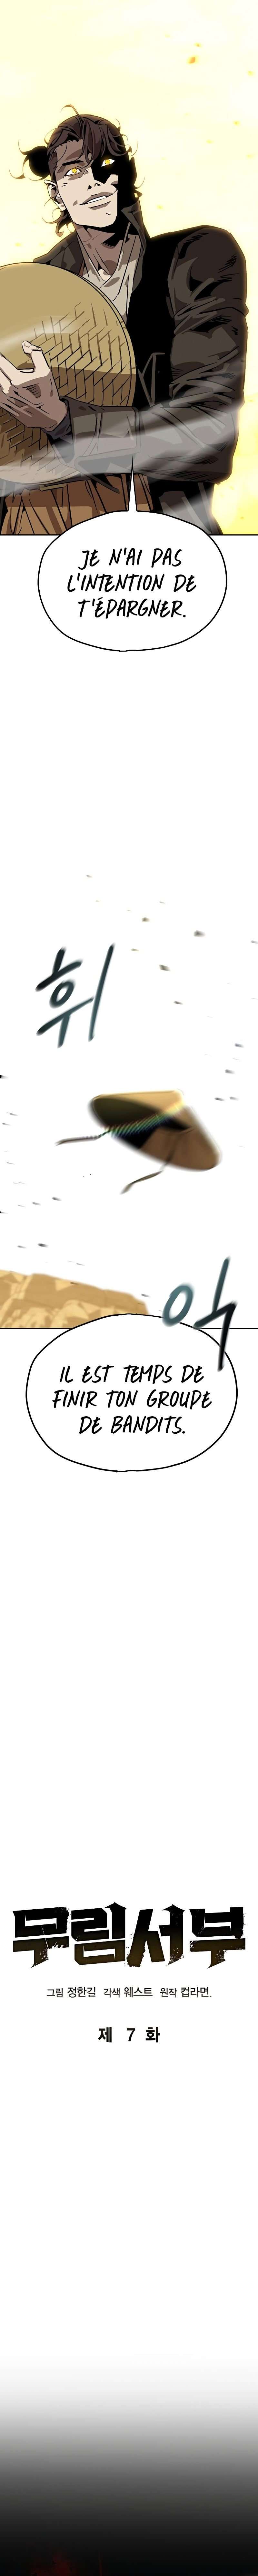 JE N'AI PAS
L'INTENTION DE
T'ÉPARGNER.
휘
익
IL EST TEMPS DE
FINIR TON GROUPE
DE BANDITS.
무림서부
그림 정한길 각색 웨스트 원작 컵라면.
제 7 화